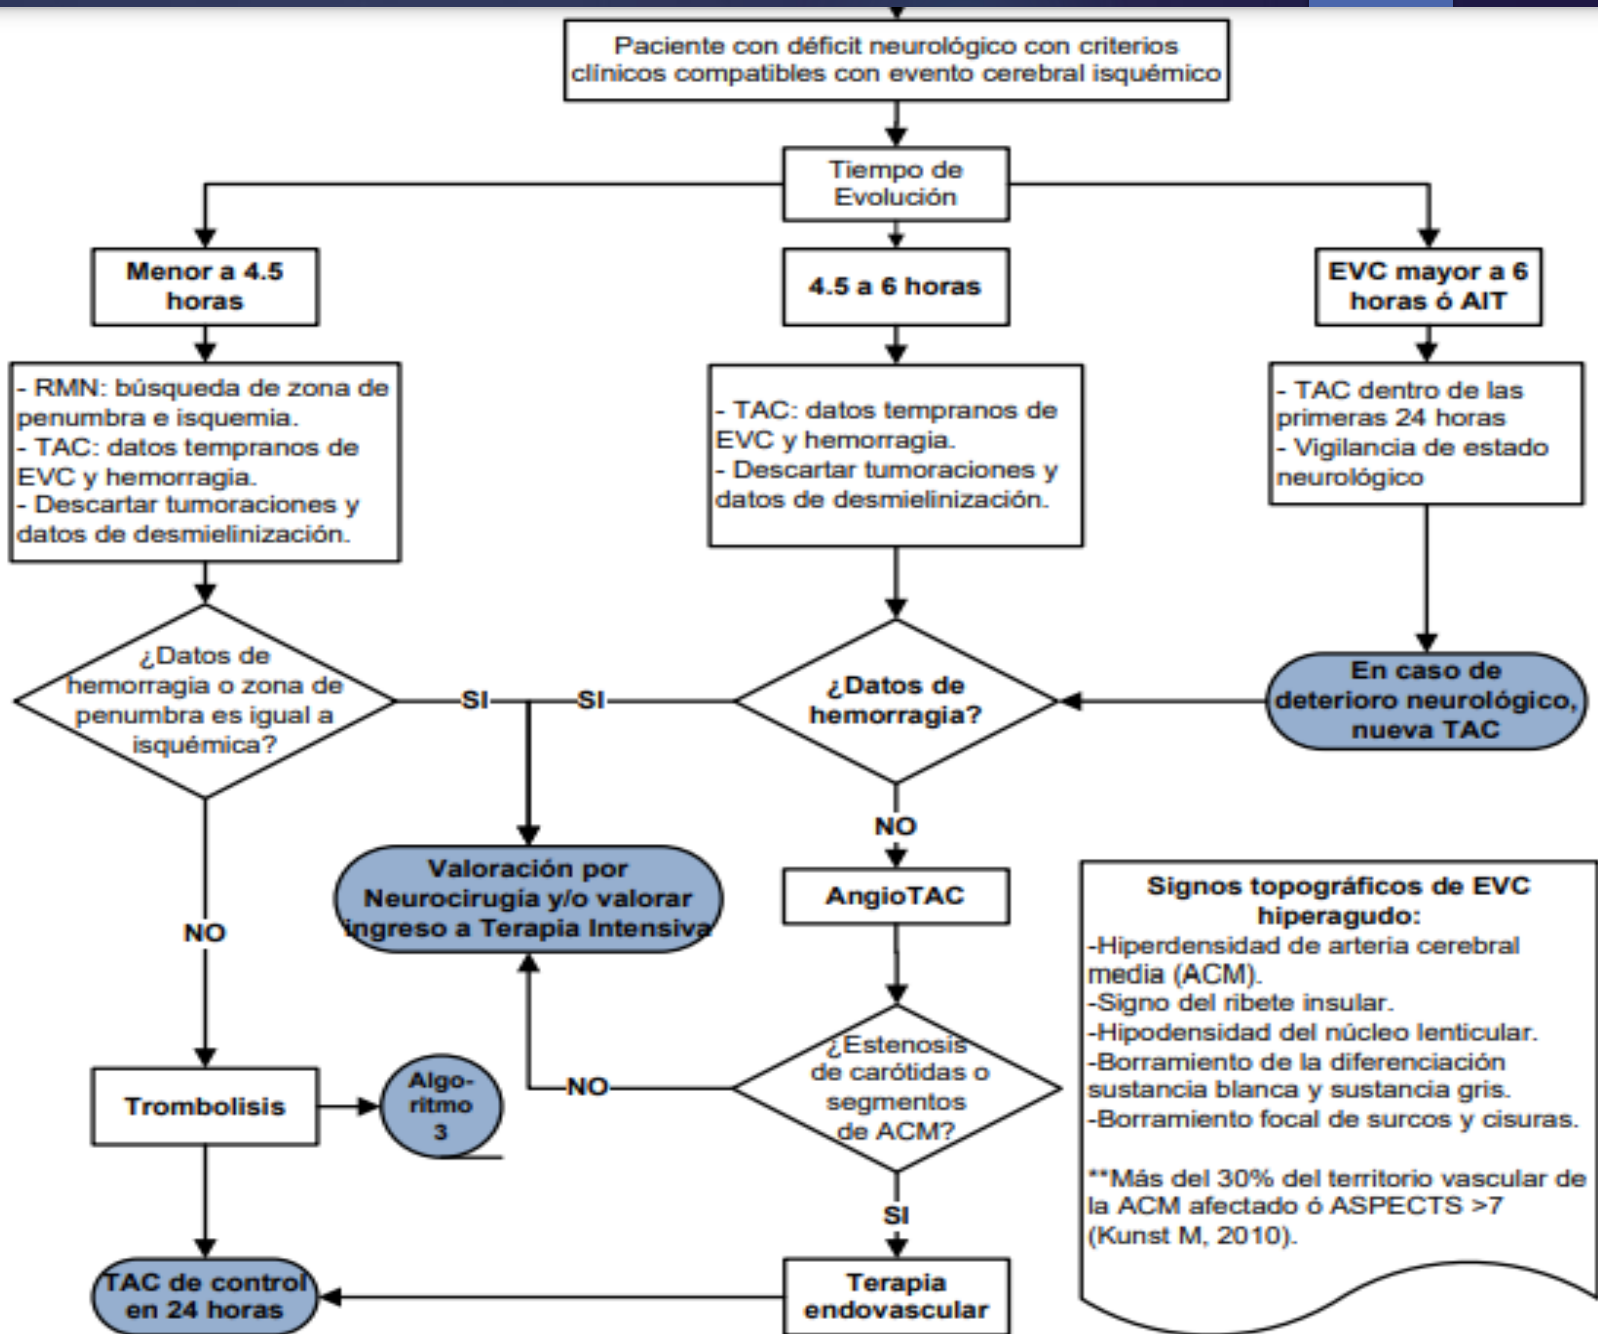 Paciente con déficit neurológico con criterios
clínicos compatibles con evento cerebral isquémico
Tiempo de
Evolución
Menor a 4.5
horas
4.5 a 6 horas
EVC mayor a 6
horas ó AIT
- RMN: búsqueda de zona de
penumbra e isquemia.
- TAC: datos tempranos de
EVC y hemorragia.
- Descartar tumoraciones y
datos de desmielinización.
- TAC: datos tempranos de
EVC y hemorragia.
- Descartar tumoraciones y
datos de desmielinización.
- TAC dentro de las
primeras 24 horas
- Vigilancia de estado
neurológico
¿Datos de
hemorragia o zona de
penumbra es igual a
isquémica?
SI
SI
¿Datos de
hemorragia?
En caso de
deterioro neurológico,
nueva TAC
NO
NO
Valoración por
Neurocirugía y/o valorar
ingreso a Terapia Intensiva
AngioTAC
¿Estenosis
de carótidas o
segmentos
de ACM?
NO
SI
Trombolisis
Algo-
ritmo
3
TAC de control
en 24 horas
Terapia
endovascular
Signos topográficos de EVC
hiperagudo:
-Hiperdensidad de arteria cerebral
media (ACM).
-Signo del ribete insular.
-Hipodensidad del núcleo lenticular.
-Borramiento de la diferenciación
sustancia blanca y sustancia gris.
-Borramiento focal de surcos y cisuras.
**Más del 30% del territorio vascular de
la ACM afectado ó ASPECTS >7
(Kunst M, 2010).